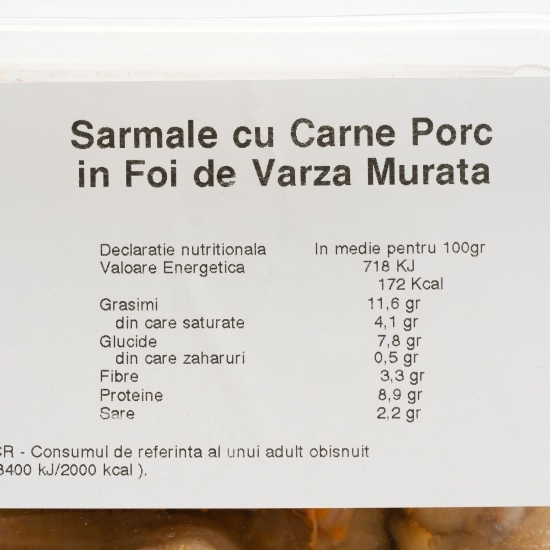 Sarmale cu Carne Porc
in Foi de Varza Murata
Declaratie nutritionala In medie pentru 100gr
Valoare Energetica 718 KJ
172 Kcal
Grasimi 11,6 gr
din care saturate 4,1 gr
Glucide 7,8 gr
din care zaharuri 0,5 gr
Fibre 3,3 gr
Proteine 8,9 gr
Sare 2,2 gr
CR - Consumul de referinta al unui adult obisnuit
8400 kJ/2000 kcal ).